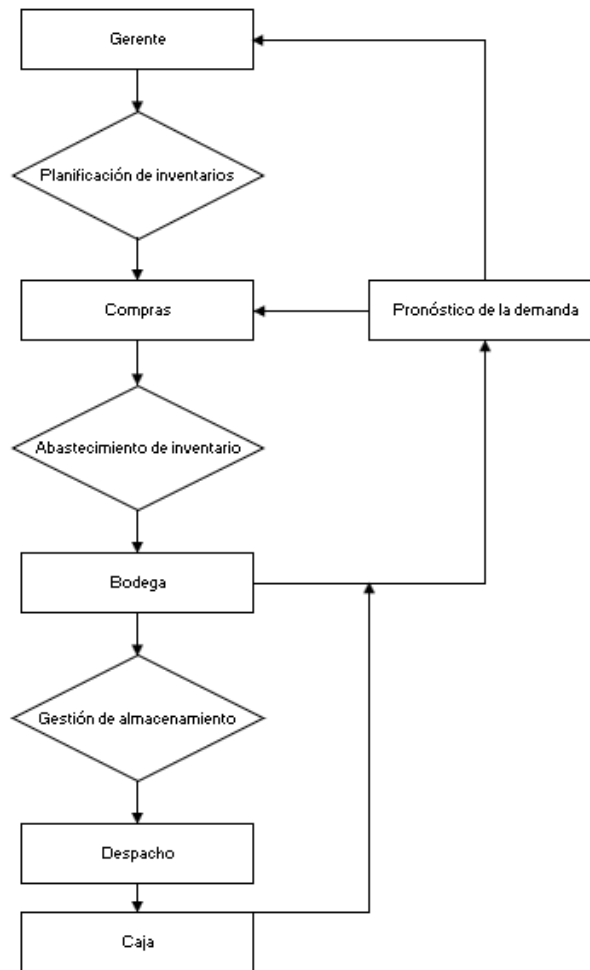 Gerente
Planificación de inventarios
Compras
Pronóstico de la demanda
Abastecimiento de inventario
Bodega
Gestión de almacenamiento
Despacho
Caja